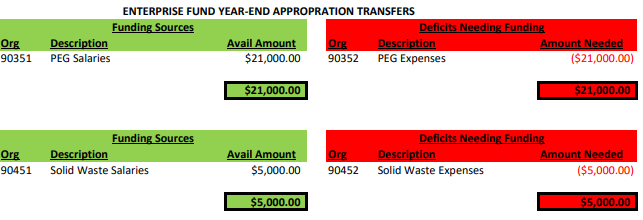 ENTERPRISE FUND YEAR-END APPROPRATION TRANSFERS
Funding Sources Deficits Needing Funding
Org Description Avail Amount Org Description Amount Needed
90351 PEG Salaries $21,000.00 90352 PEG Expenses ($21,000.00)
$21,000.00 $21,000.00
Funding Sources Deficits Needing Funding
Org Description Avail Amount Org Description Amount Needed
90451 Solid Waste Salaries $5,000.00 90452 Solid Waste Expenses ($5,000.00)
$5,000.00 $5,000.00